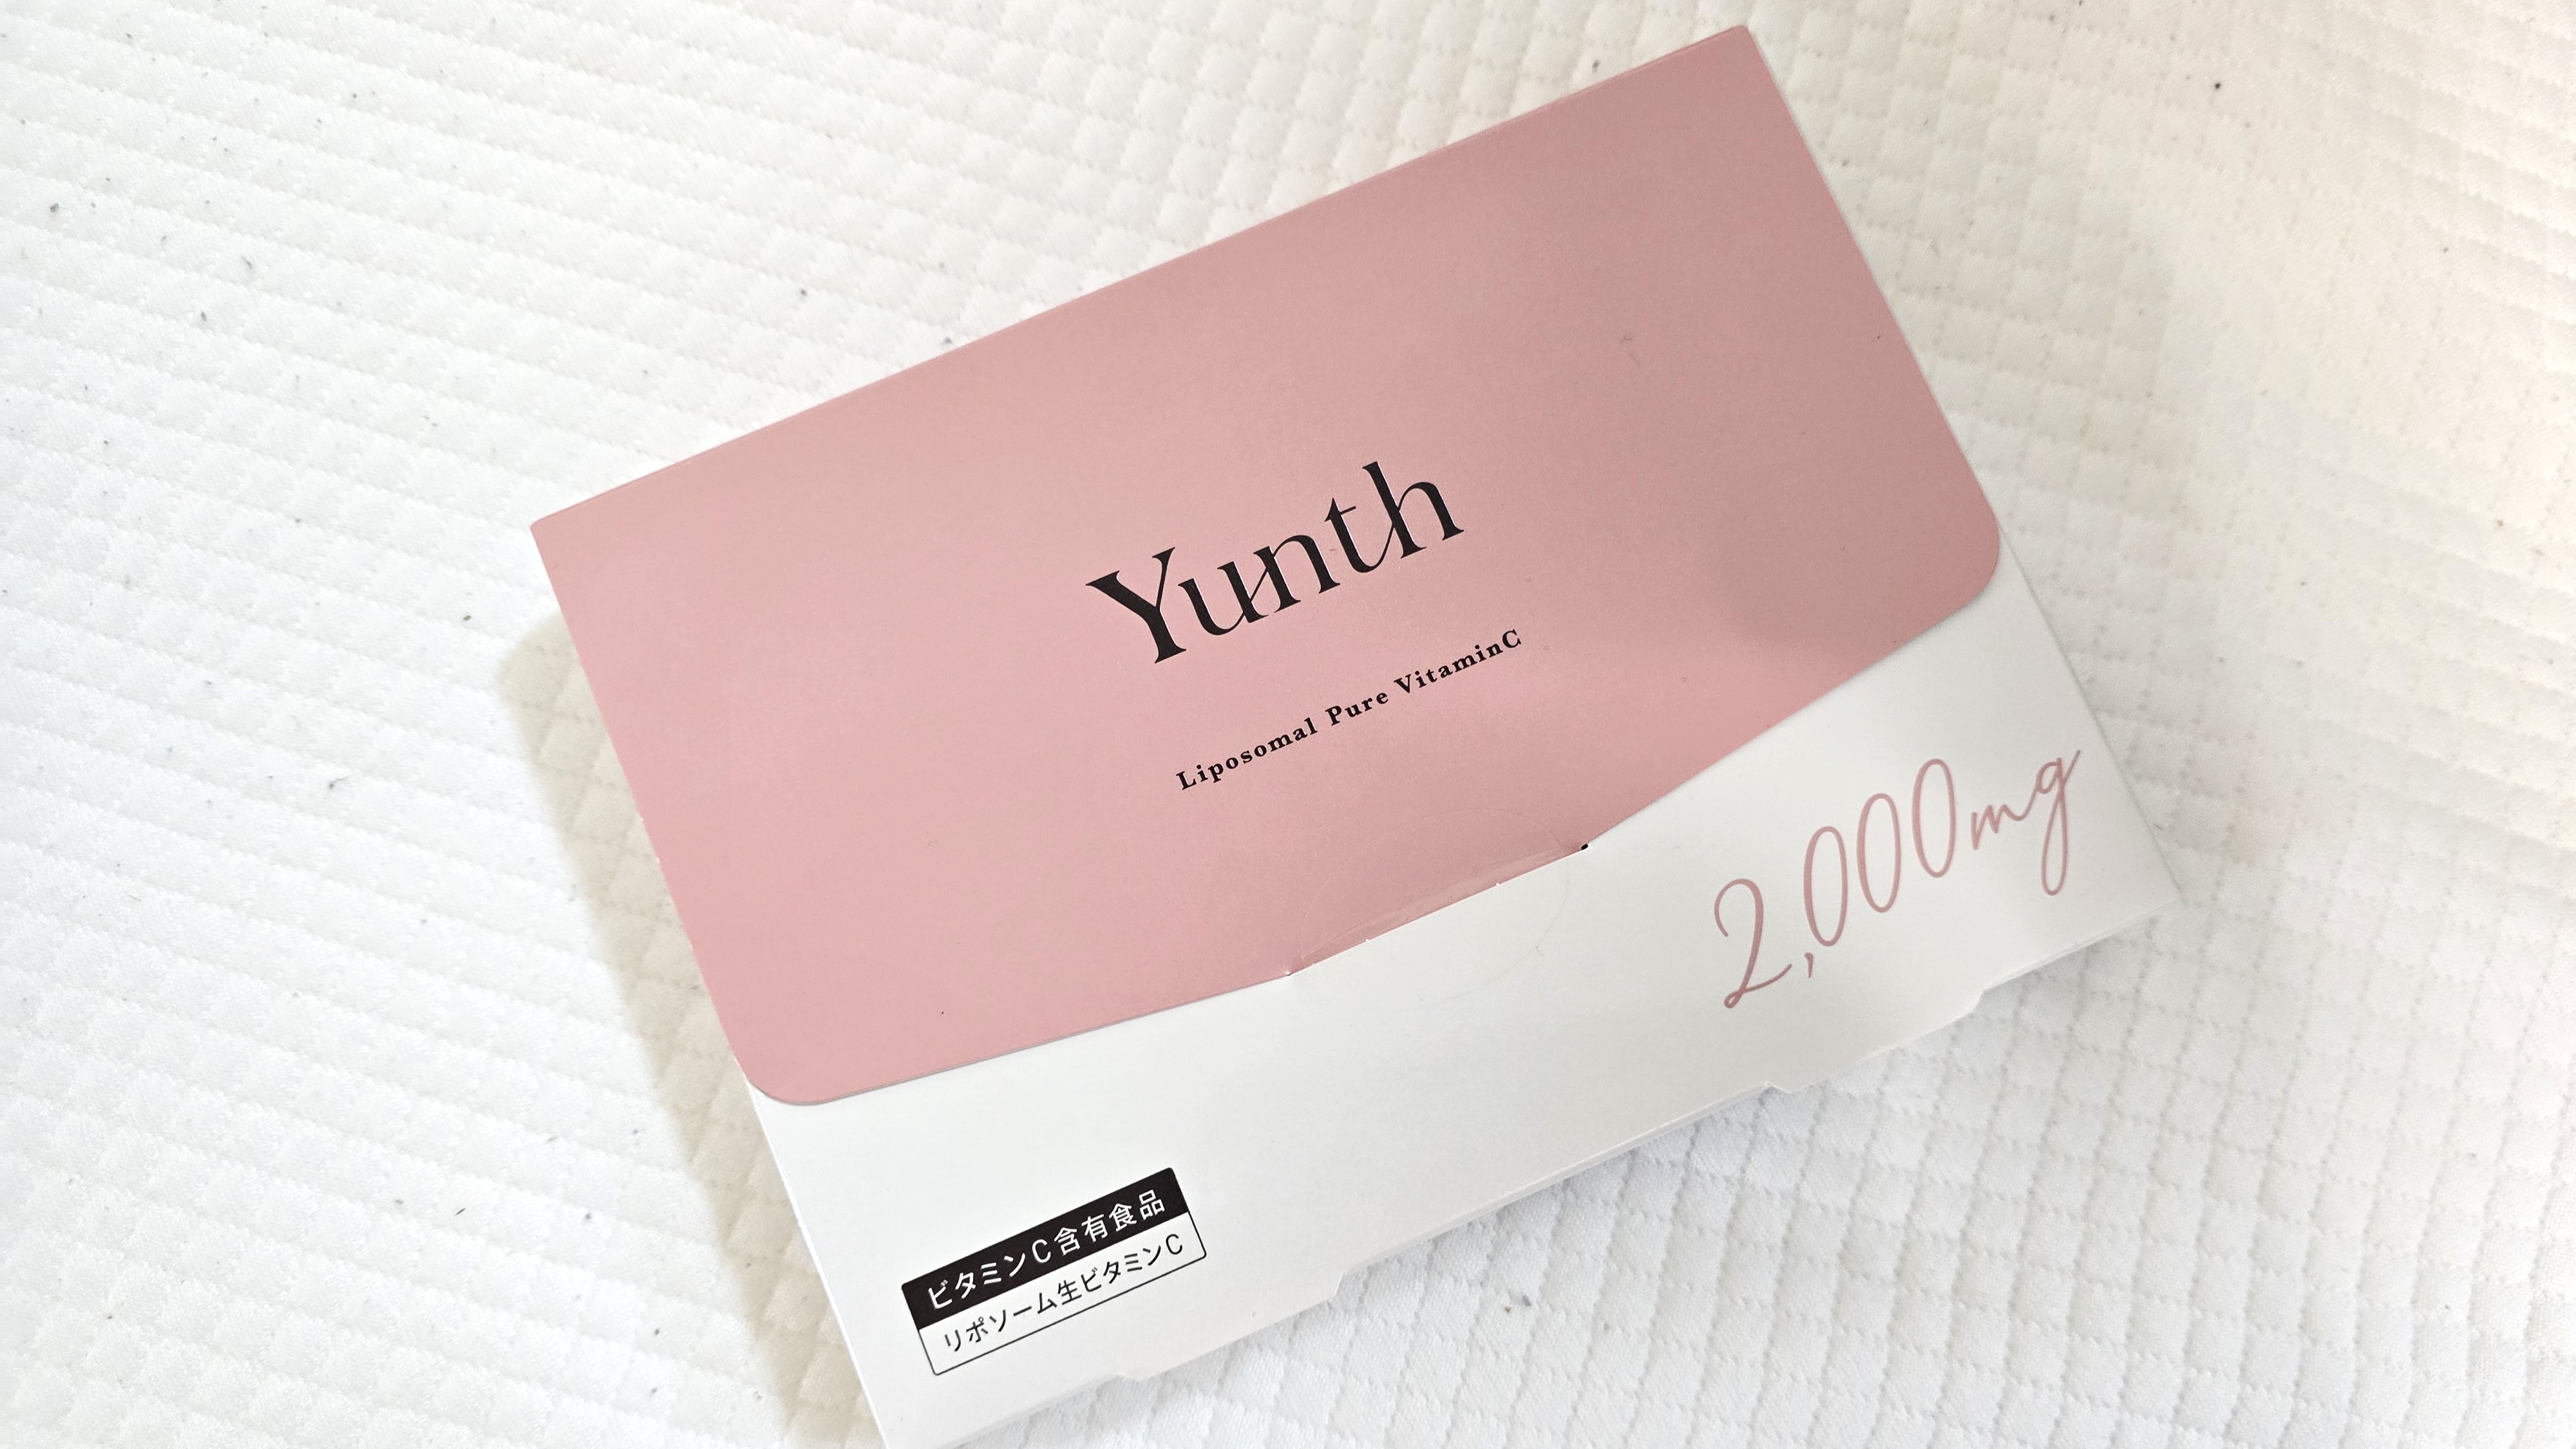 Yunth
Liposomal Pure VitaminC
2,000mg
ビタミンC含有食品
リポソーム生ビタミンC